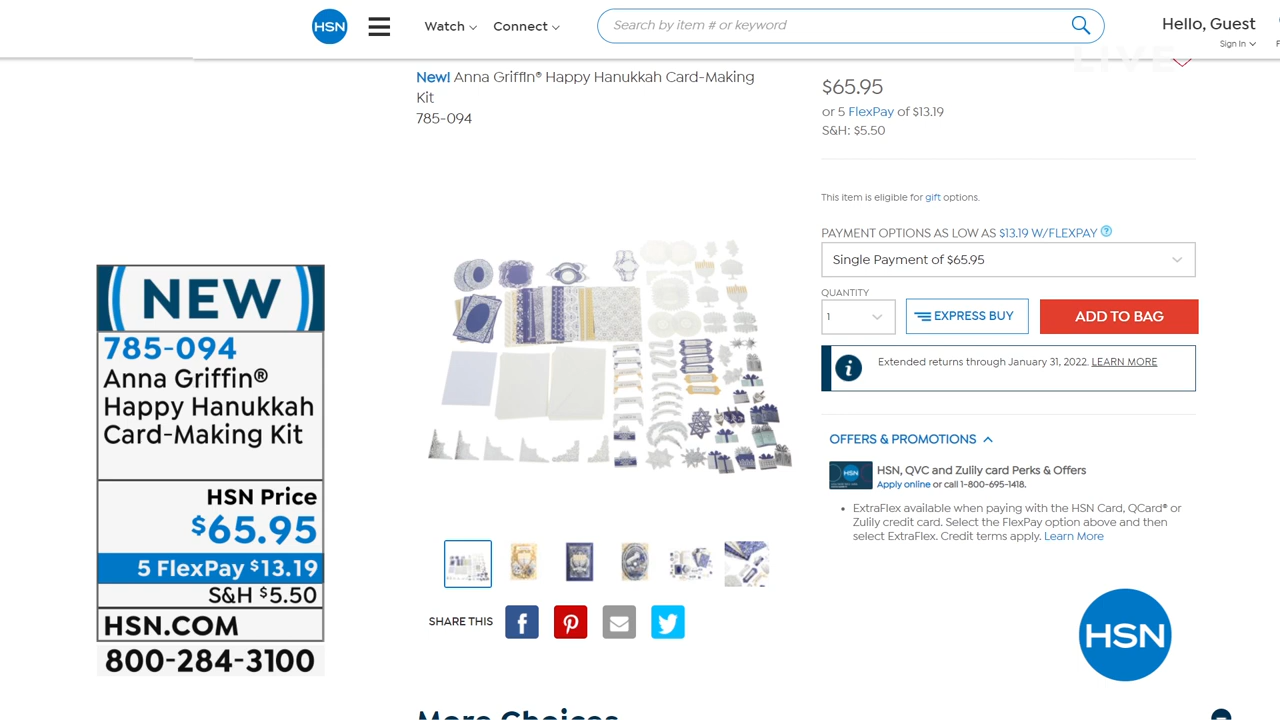 HSN
Watch
Connect
Search by item # or keyword
Hello, Guest
Sign In
LIVE
New! Anna Griffin® Happy Hanukkah Card-Making
Kit
785-094
$65.95
or 5 FlexPay of $13.19
S&H: $5.50
This item is eligible for gift options.
PAYMENT OPTIONS AS LOW AS $13.19 W/FLEXPAY ?
Single Payment of $65.95
QUANTITY
1
EXPRESS BUY
ADD TO BAG
i
Extended returns through January 31, 2022. LEARN MORE
OFFERS & PROMOTIONS
HSN
HSN, QVC and Zulily card Perks & Offers
Apply online or call 1-800-695-1418.
• ExtraFlex available when paying with the HSN Card, QCard® or
Zulily credit card. Select the FlexPay option above and then
select ExtraFlex. Credit terms apply. Learn More
SHARE THIS
NEW
785-094
Anna Griffin®
Happy Hanukkah
Card-Making Kit
HSN Price
$65.95
5 FlexPay $13.19
S&H $5.50
HSN.COM
800-284-3100
HSN
More Choices